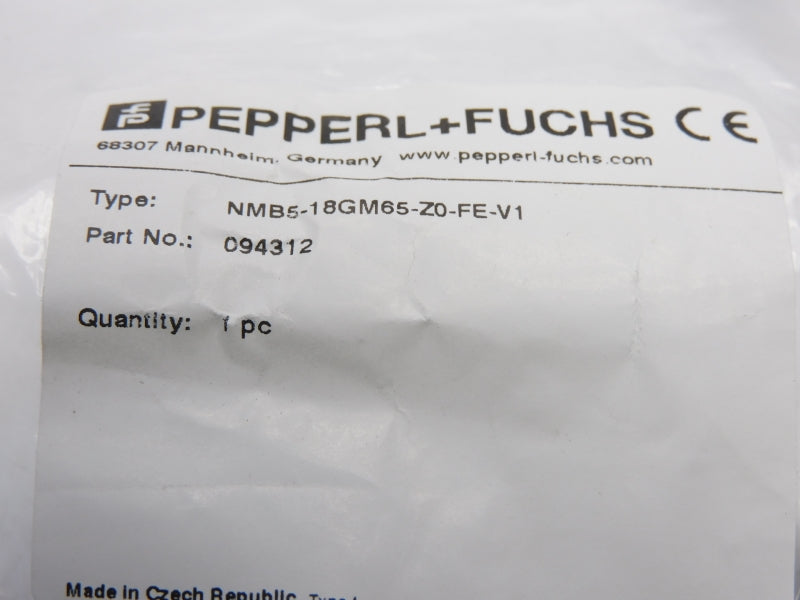 PEPPERL+FUCHS CE
68307 Mannheim, Germany www.pepperl-fuchs.com
Type: NMB5-18GM65-Z0-FE-V1
Part No.: 094312
Quantity: 1 pc
Made in Czech Republic